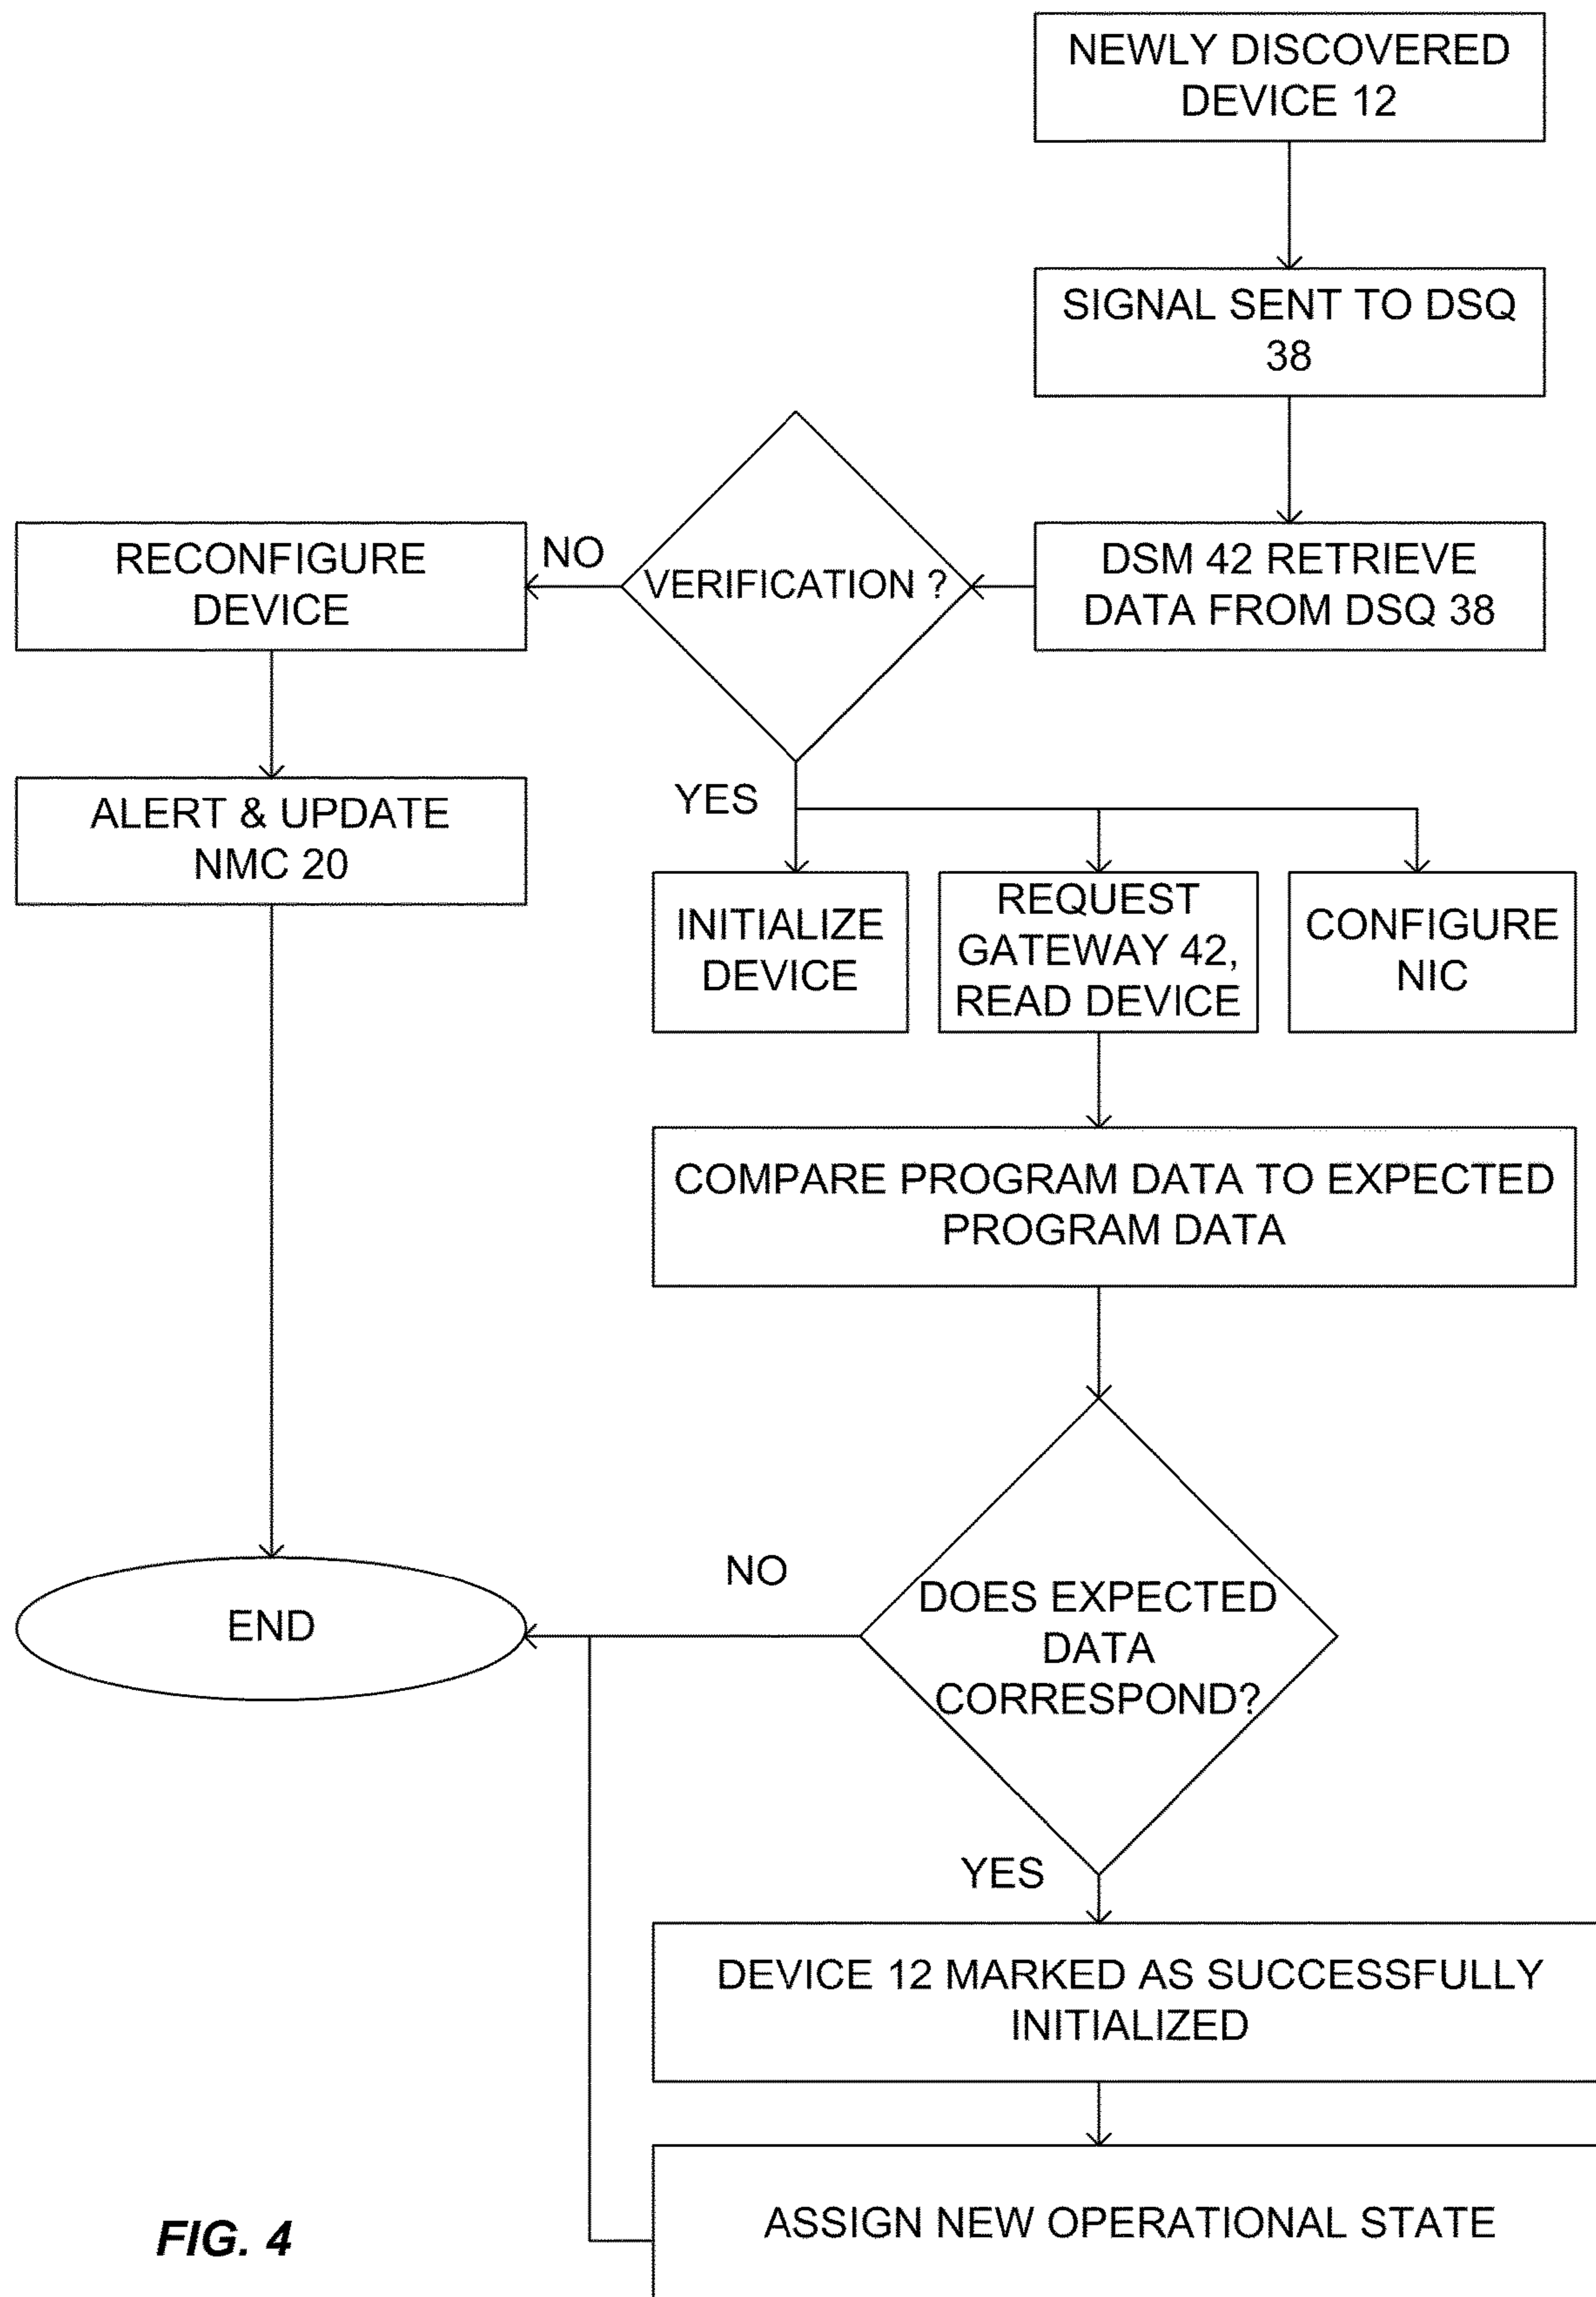 NEWLY DISCOVERED
DEVICE 12
SIGNAL SENT TO DSQ
38
DSM 42 RETRIEVE
DATA FROM DSQ 38
VERIFICATION ?
NO
RECONFIGURE
DEVICE
ALERT & UPDATE
NMC 20
YES
INITIALIZE
DEVICE
REQUEST
GATEWAY 42,
READ DEVICE
CONFIGURE
NIC
COMPARE PROGRAM DATA TO EXPECTED
PROGRAM DATA
DOES EXPECTED
DATA
CORRESPOND?
NO
END
YES
DEVICE 12 MARKED AS SUCCESSFULLY
INITIALIZED
ASSIGN NEW OPERATIONAL STATE
FIG. 4